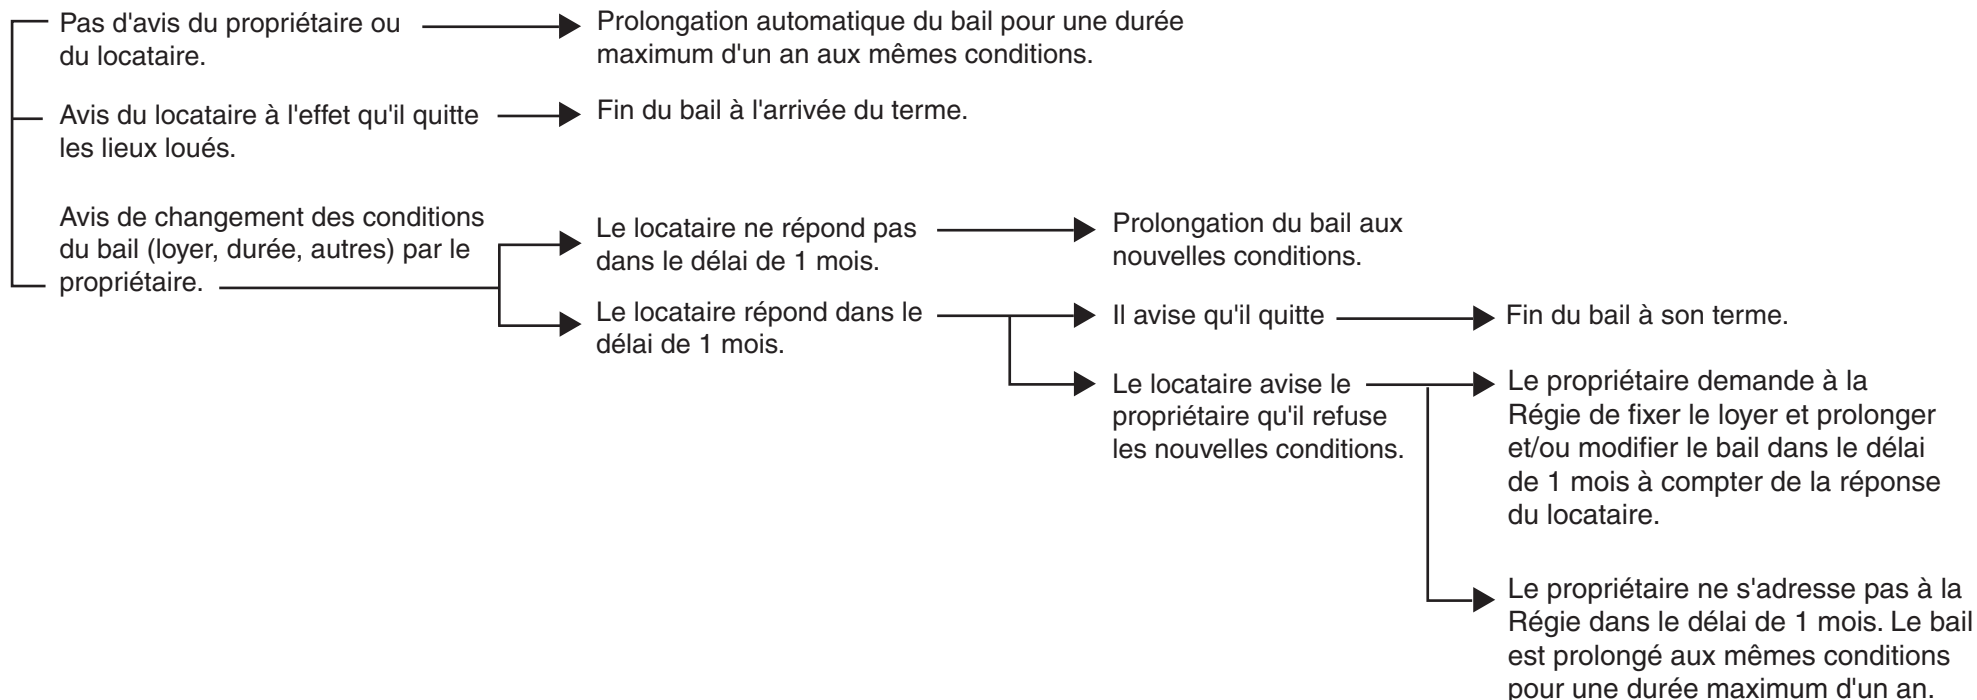 Pas d'avis du propriétaire ou
du locataire.
Prolongation automatique du bail pour une durée
maximum d'un an aux mêmes conditions.
Avis du locataire à l'effet qu'il quitte
les lieux loués.
Fin du bail à l'arrivée du terme.
Avis de changement des conditions
du bail (loyer, durée, autres) par le
propriétaire.
Le locataire ne répond pas
dans le délai de 1 mois.
Prolongation du bail aux
nouvelles conditions.
Le locataire répond dans le
délai de 1 mois.
Il avise qu'il quitte
Fin du bail à son terme.
Le locataire avise le
propriétaire qu'il refuse
les nouvelles conditions.
Le propriétaire demande à la
Régie de fixer le loyer et prolonger
et/ou modifier le bail dans le délai
de 1 mois à compter de la réponse
du locataire.
Le propriétaire ne s'adresse pas à la
Régie dans le délai de 1 mois. Le bail
est prolongé aux mêmes conditions
pour une durée maximum d'un an.